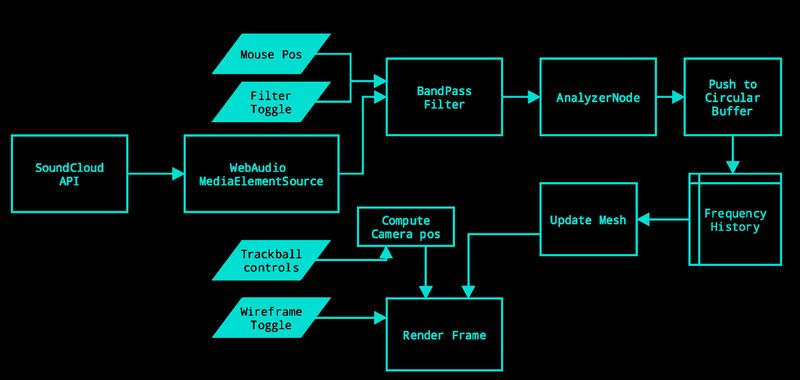 Mouse Pos
Filter
Toggle
BandPass
Filter
AnalyzerNode
Push to
Circular
Buffer
SoundCloud
API
WebAudio
MediaElementSource
Compute
Camera pos
Update Mesh
Frequency
History
Trackball
controls
Wireframe
Toggle
Render Frame